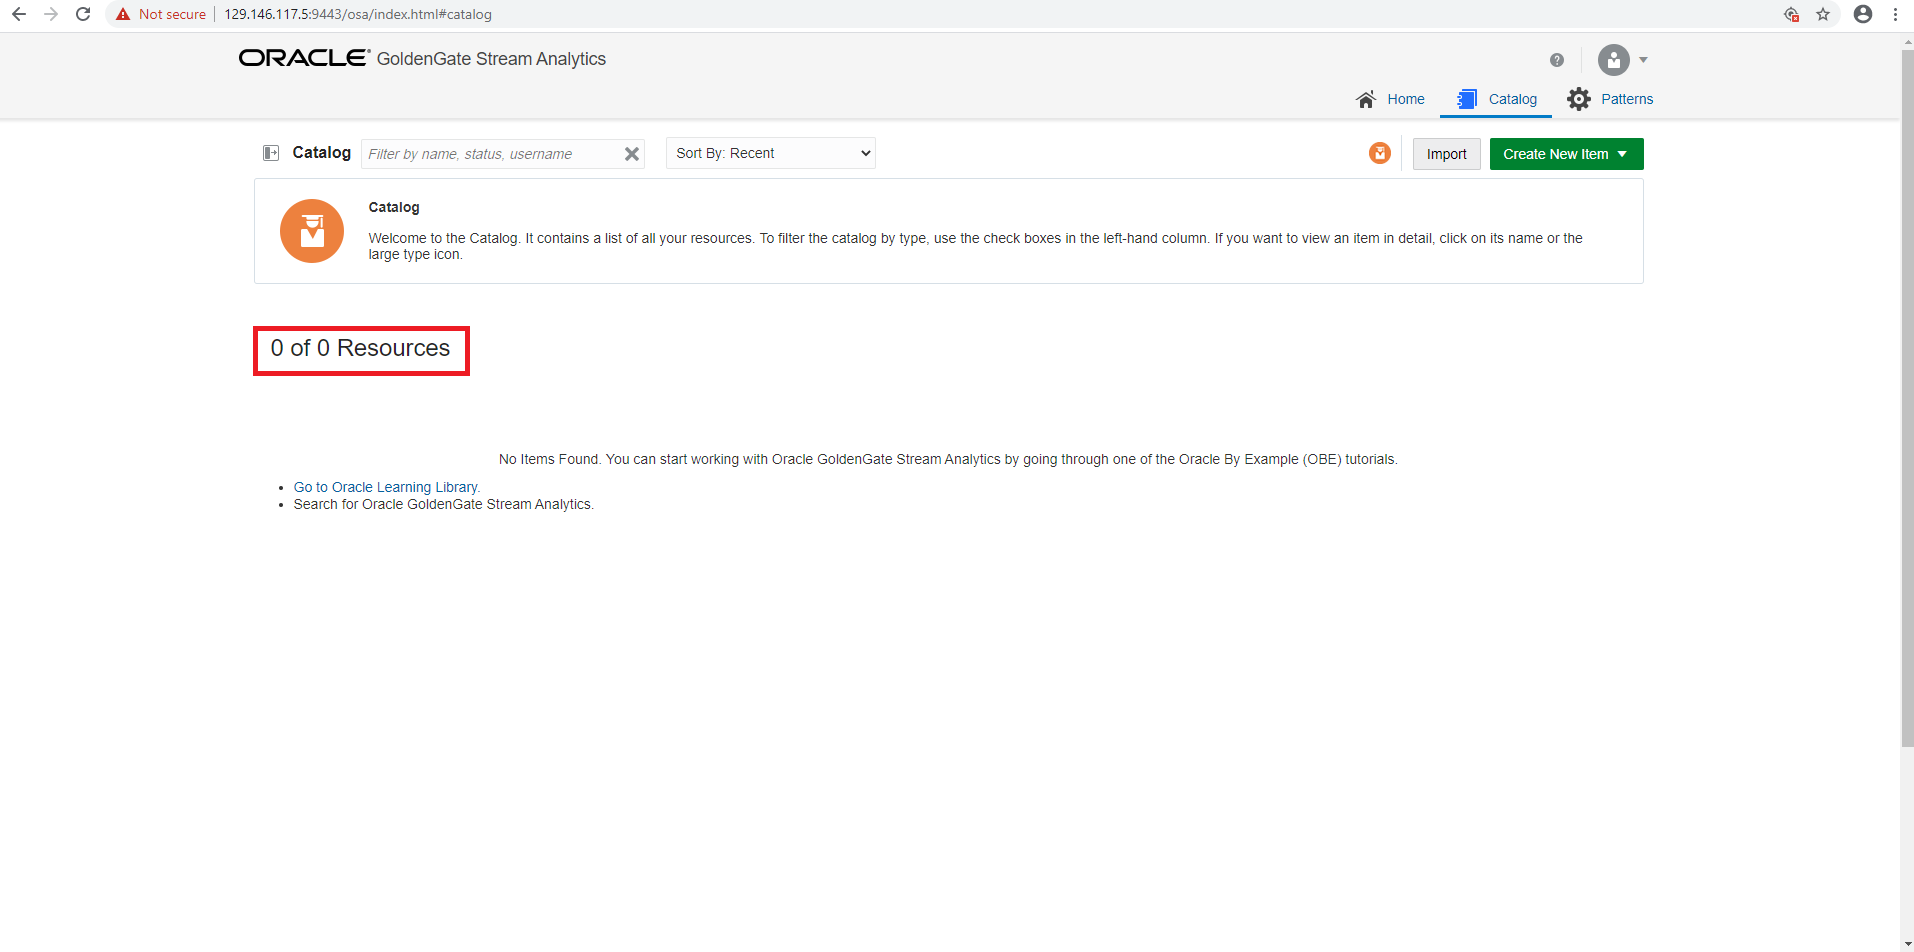 Not secure 129.146.117.5:9443/osa/index.html#catalog
ORACLE® GoldenGate Stream Analytics
Home Catalog Patterns
Catalog Filter by name, status, username Sort By: Recent Import Create New Item
Catalog
Welcome to the Catalog. It contains a list of all your resources. To filter the catalog by type, use the check boxes in the left-hand column. If you want to view an item in detail, click on its name or the
large type icon.
0 of 0 Resources
No Items Found. You can start working with Oracle GoldenGate Stream Analytics by going through one of the Oracle By Example (OBE) tutorials.
• Go to Oracle Learning Library.
• Search for Oracle GoldenGate Stream Analytics.